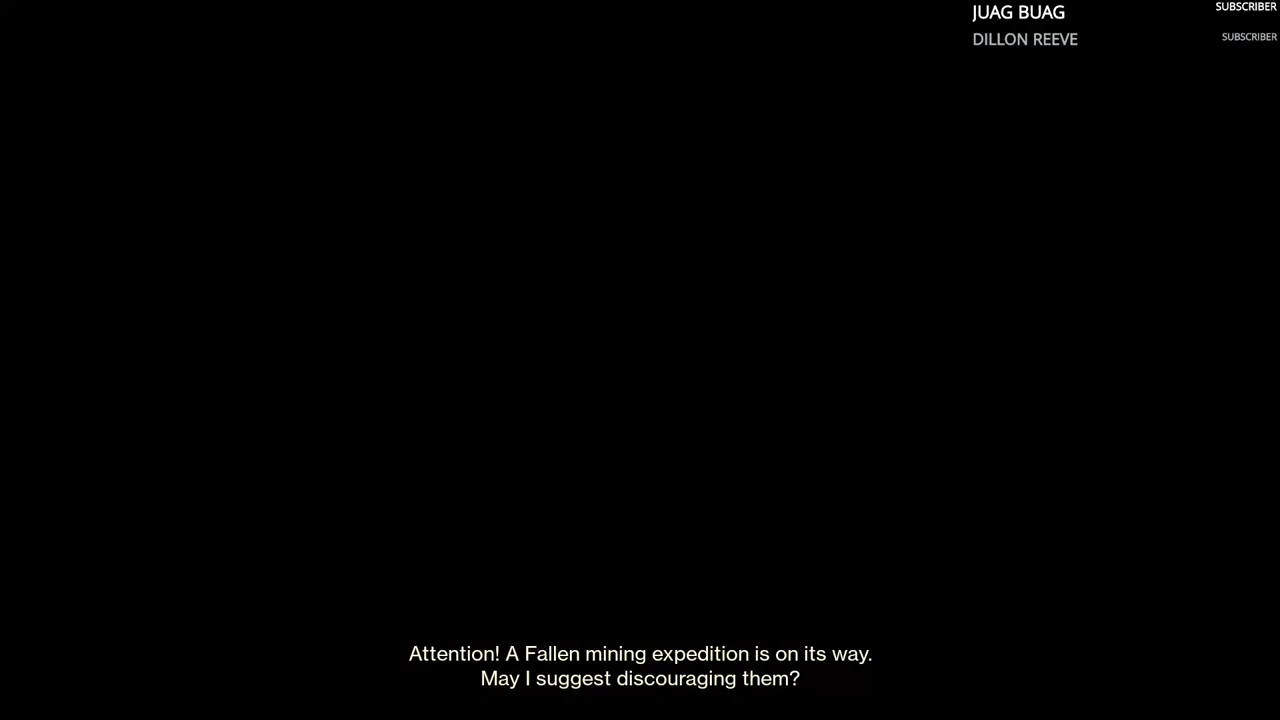 JUAG BUAG SUBSCRIBER
DILLON REEVE SUBSCRIBER
Attention! A Fallen mining expedition is on its way.
May I suggest discouraging them?